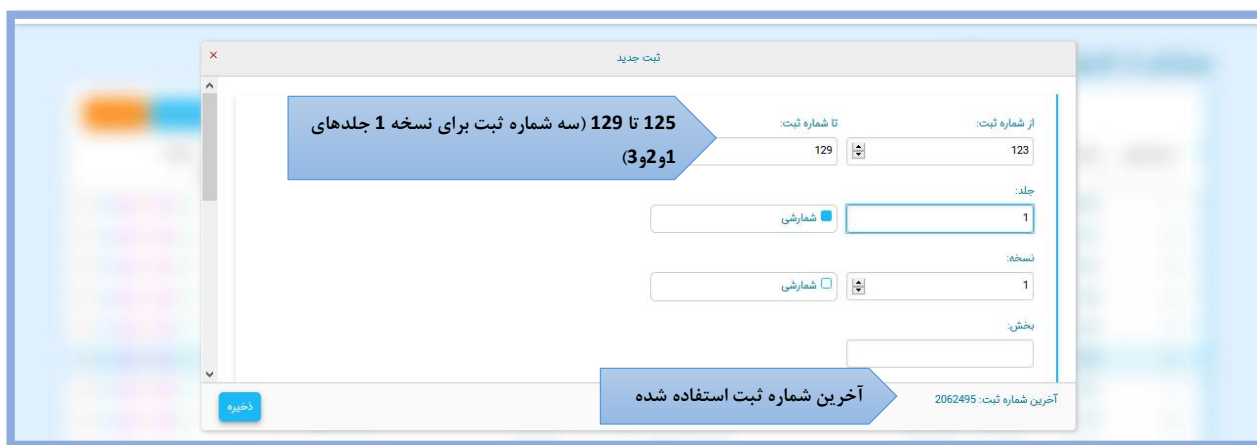 ثبت جدید
×
از شماره ثبت:
تا شماره ثبت:
123
129
125 تا 129 (سه شماره ثبت برای نسخه 1 جلدهای
1و2و3)
جلد:
1
شمارشی
نسخه:
1
شمارشی
بخش:
آخرین شماره ثبت: 2062495
آخرین شماره ثبت استفاده شده
ذخیره